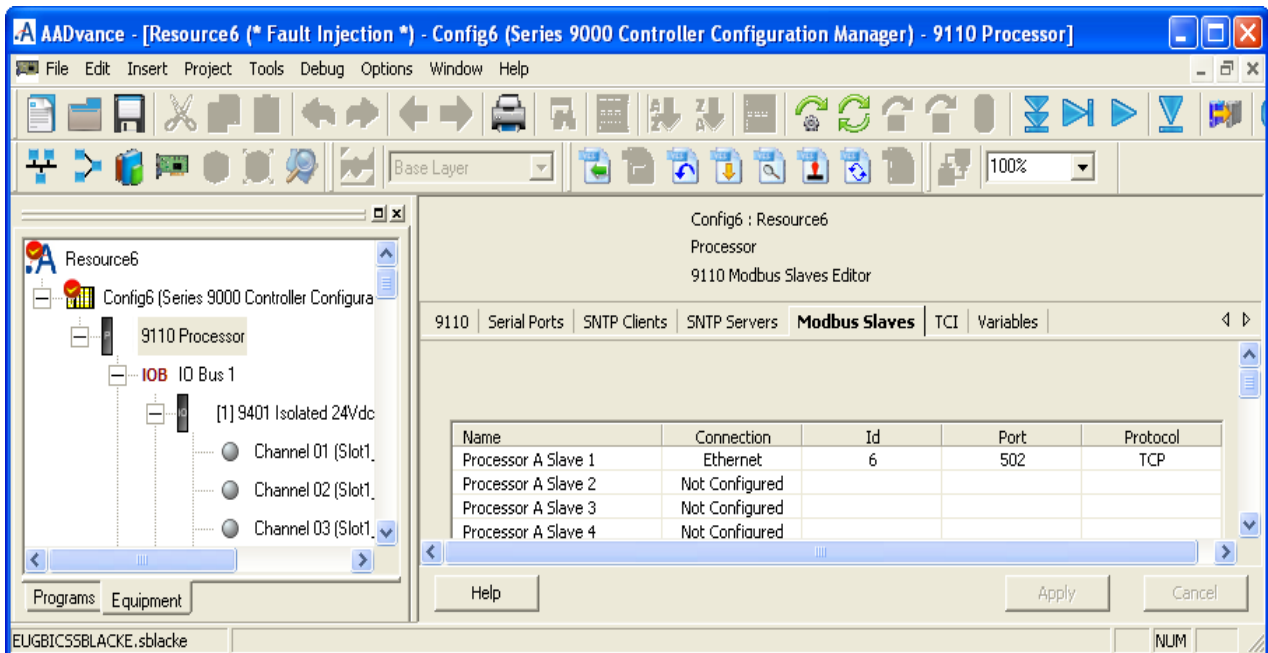 AADvance - [Resource6 (* Fault Injection *) - Config6 (Series 9000 Controller Configuration Manager) - 9110 Processor]
File Edit Insert Project Tools Debug Options Window Help
Base Layer
100%
Resource6
Config6 (Series 9000 Controller Configura
9110 Processor
IOB IO Bus 1
[1] 9401 Isolated 24Vdc
Channel 01 (Slot1_
Channel 02 (Slot1_
Channel 03 (Slot1_
Programs Equipment
Config6 : Resource6
Processor
9110 Modbus Slaves Editor
9110 Serial Ports SNTP Clients SNTP Servers Modbus Slaves TCI Variables
Name Connection Id Port Protocol
Processor A Slave 1 Ethernet 6 502 TCP
Processor A Slave 2 Not Configured
Processor A Slave 3 Not Configured
Processor A Slave 4 Not Configured
Help Apply Cancel
EUGBICSSBLACKE.sblacke NUM